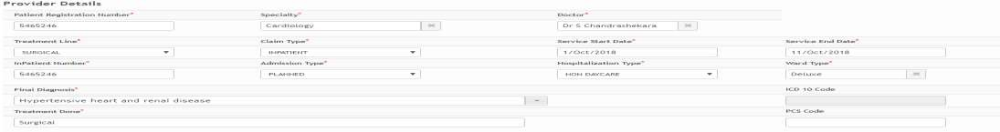 Provider Details
Patient Registration Number* Specialty* Doctor*
5465246 Cardiology Dr S Chandrashekara
Treatment Line* Claim Type* Service Start Date* Service End Date*
SURGICAL INPATIENT 1/Oct/2018 11/Oct/2018
InPatient Number* Admission Type* Hospitalization Type* Ward Type*
5465246 PLANNED NON DAYCARE Deluxe
Final Diagnosis* ICD 10 Code
Hypertensive heart and renal disease
Treatment Done* PCS Code
Surgical